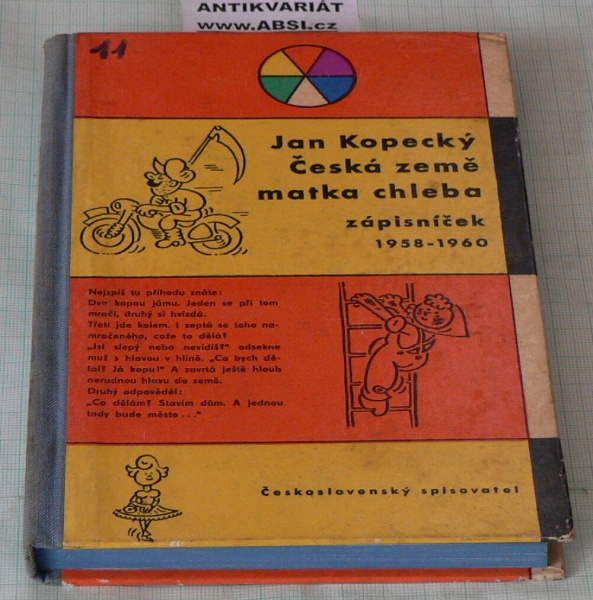 ANTIKVARIÁT
www.ABSI.cz
11
Jan Kopecký
Česká země
matka chleba
zápisníček
1958-1960
Nejspíš tu příhodu znáte:
Dva kopou jámu. Jeden se při tom
mračí, druhý si hvízdá.
Třetí jde kolem. I zeptá se toho na-
mračeného, cože to dělá?
„Jsi slepý nebo nevidíš?“ odsekne
muž s hlavou v hlíně. „Co bych dě-
lal? Já kopu!“ A zavrtá ještě hloub
nerudnou hlavu do země.
Druhý odpověděl:
„Co dělám? Stavím dům. A jednou
tady bude město . . .“
Československý spisovatel